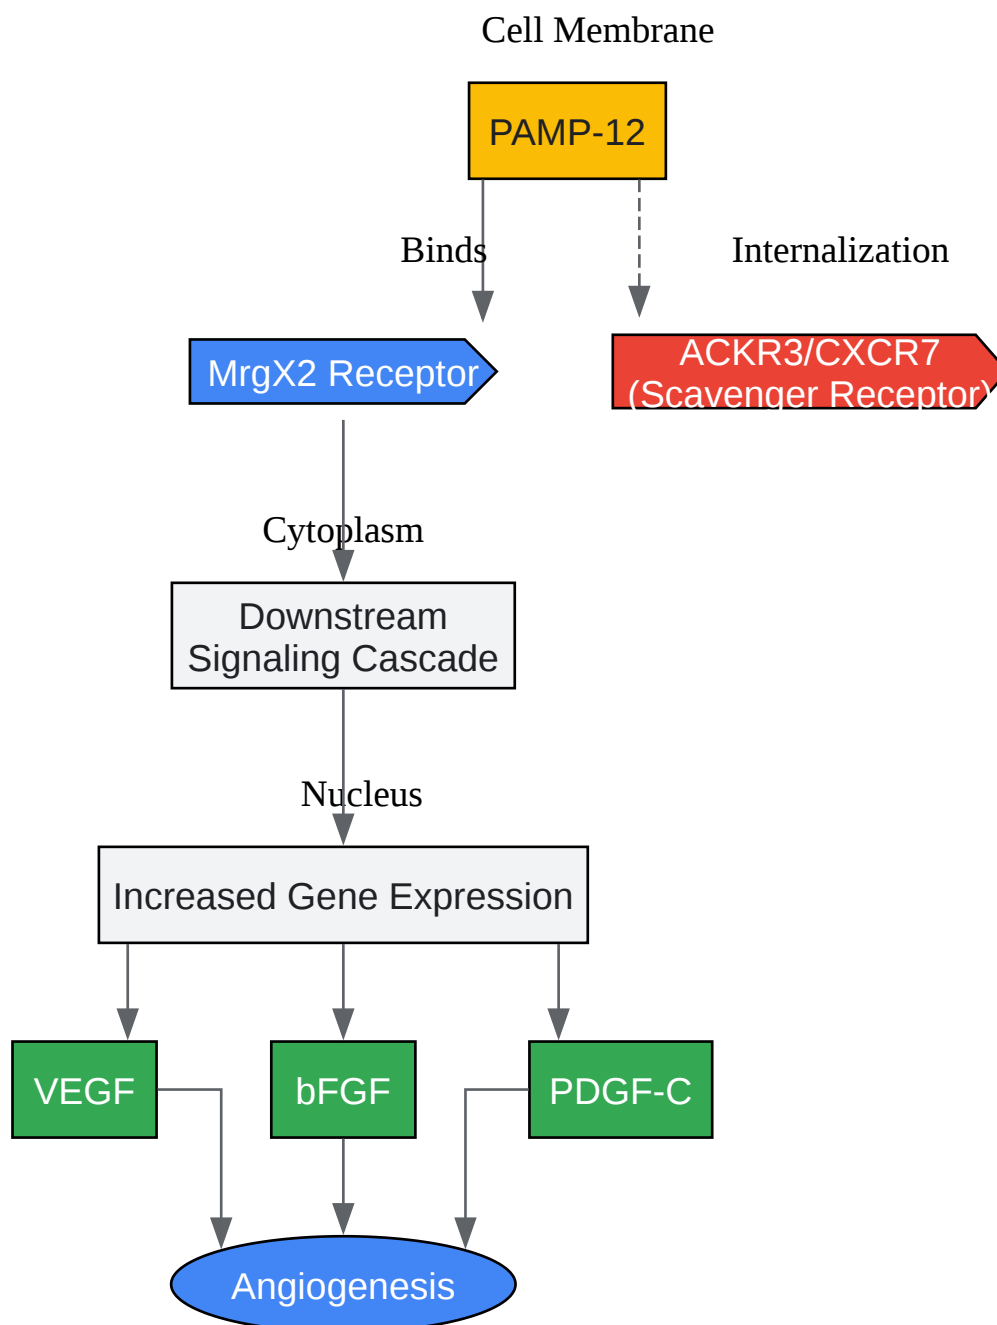 Cell Membrane
PAMP-12
Binds
Internalization
MrgX2 Receptor
ACKR3/CXCR7
(Scavenger Receptor)
Cytoplasm
Downstream
Signaling Cascade
Nucleus
Increased Gene Expression
VEGF
bFGF
PDGF-C
Angiogenesis